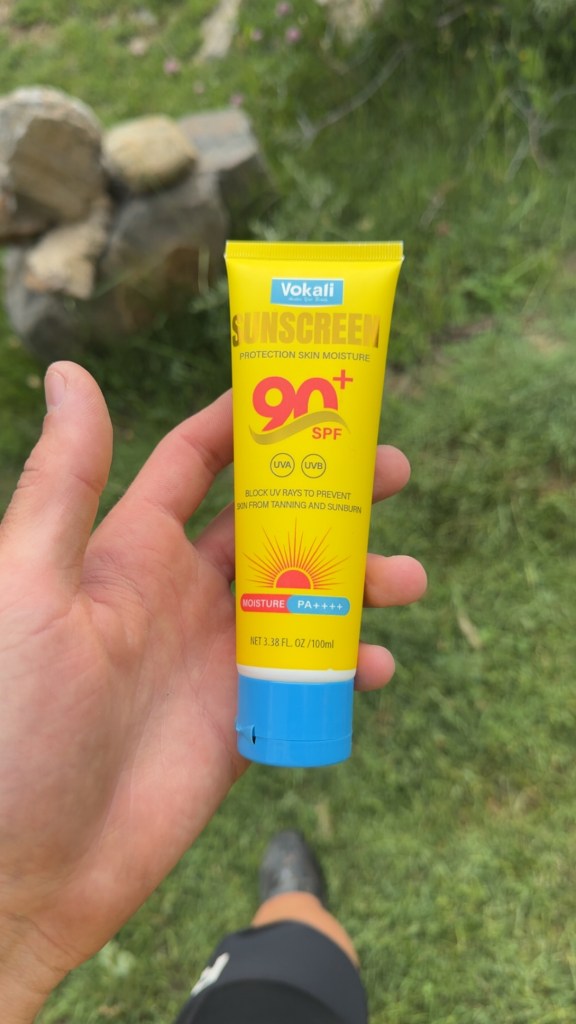 Vokali
SUNSCREEN
PROTECTION SKIN MOISTURE
90+
SPF
UVA UVB
BLOCK UV RAYS TO PREVENT
SKIN FROM TANNING AND SUNBURN
MOISTURE PA++++
NET 3.38 FL. OZ /100ml